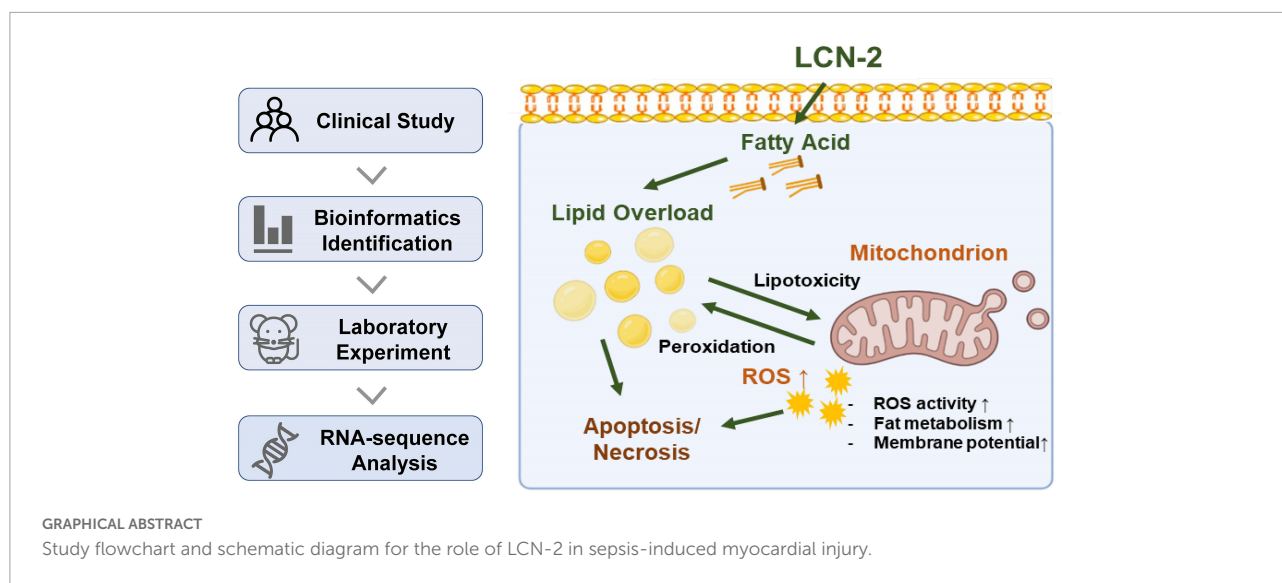 Clinical Study
Bioinformatics
Identification
Laboratory
Experiment
RNA-sequence
Analysis
LCN-2
Fatty Acid
Lipid Overload
Mitochondrion
Lipotoxicity
Peroxidation
ROS ↑
- ROS activity ↑
- Fat metabolism ↑
- Membrane potential↑
Apoptosis/
Necrosis
GRAPHICAL ABSTRACT
Study flowchart and schematic diagram for the role of LCN-2 in sepsis-induced myocardial injury.